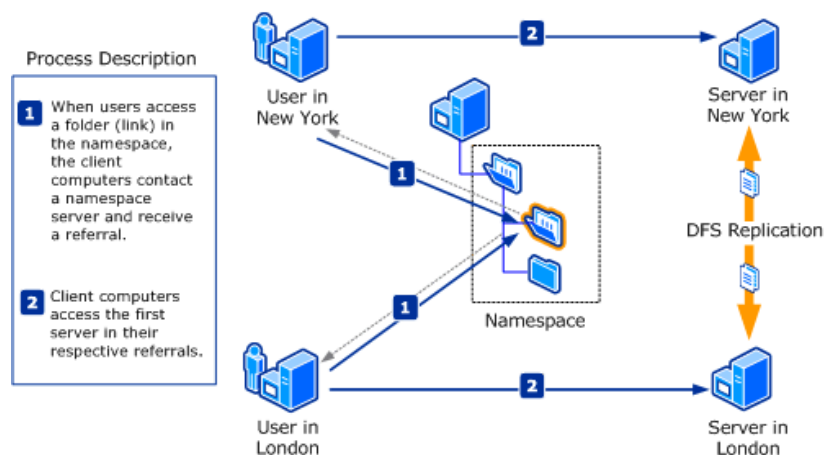 Process Description
1
When users access
a folder (link) in
the namespace,
the client
computers contact
a namespace
server and receive
a referral.
2
Client computers
access the first
server in their
respective referrals.
2
User in
New York
Server in
New York
1
DFS Replication
1
Namespace
2
User in
London
Server in
London